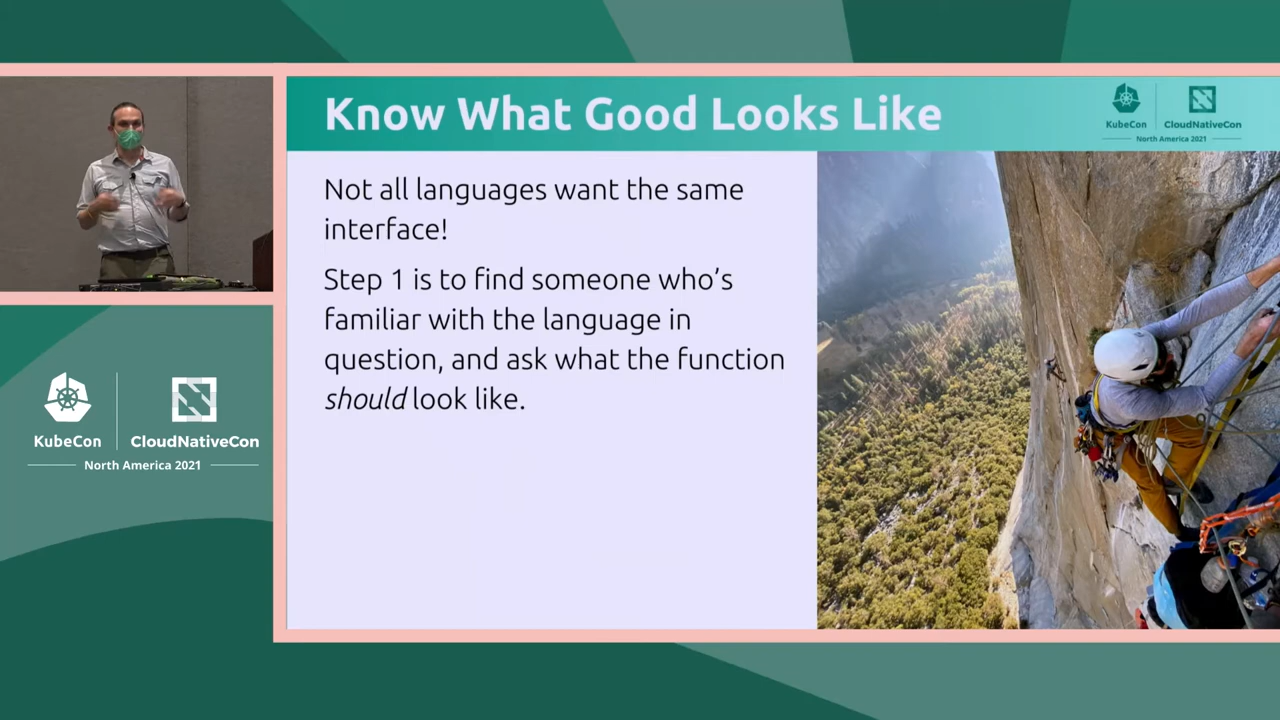 Know What Good Looks Like
KubeCon
CloudNativeCon
North America 2021
Not all languages want the same
interface!
Step 1 is to find someone who's
familiar with the language in
question, and ask what the function
should look like.
KubeCon
CloudNativeCon
North America 2021